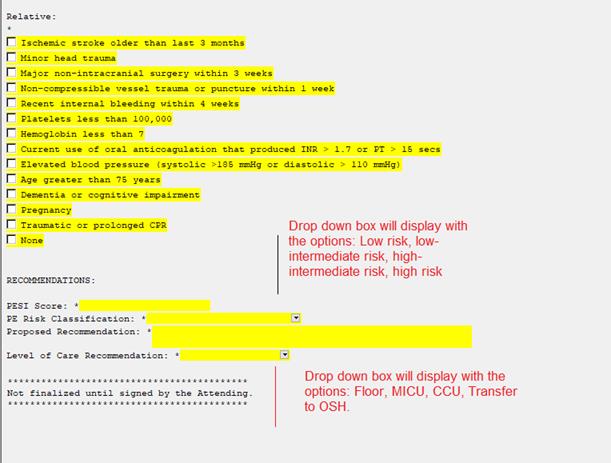 Relative:
*
Ischemic stroke older than last 3 months
Minor head trauma
Major non-intracranial surgery within 3 weeks
Non-compressible vessel trauma or puncture within 1 week
Recent internal bleeding within 4 weeks
Platelets less than 100,000
Hemoglobin less than 7
Current use of oral anticoagulation that produced INR > 1.7 or PT > 15 secs
Elevated blood pressure (systolic >185 mmHg or diastolic > 110 mmHg)
Age greater than 75 years
Dementia or cognitive impairment
Pregnancy
Traumatic or prolonged CPR
None
Drop down box will display with
the options: Low risk, low-
intermediate risk, high-
intermediate risk, high risk
RECOMMENDATIONS:
PESI Score: *
PE Risk Classification: *
Proposed Recommendation: *
Level of Care Recommendation: *
Drop down box will display with the
options: Floor, MICU, CCU, Transfer
to OSH.
*******************************************
Not finalized until signed by the Attending.
*******************************************